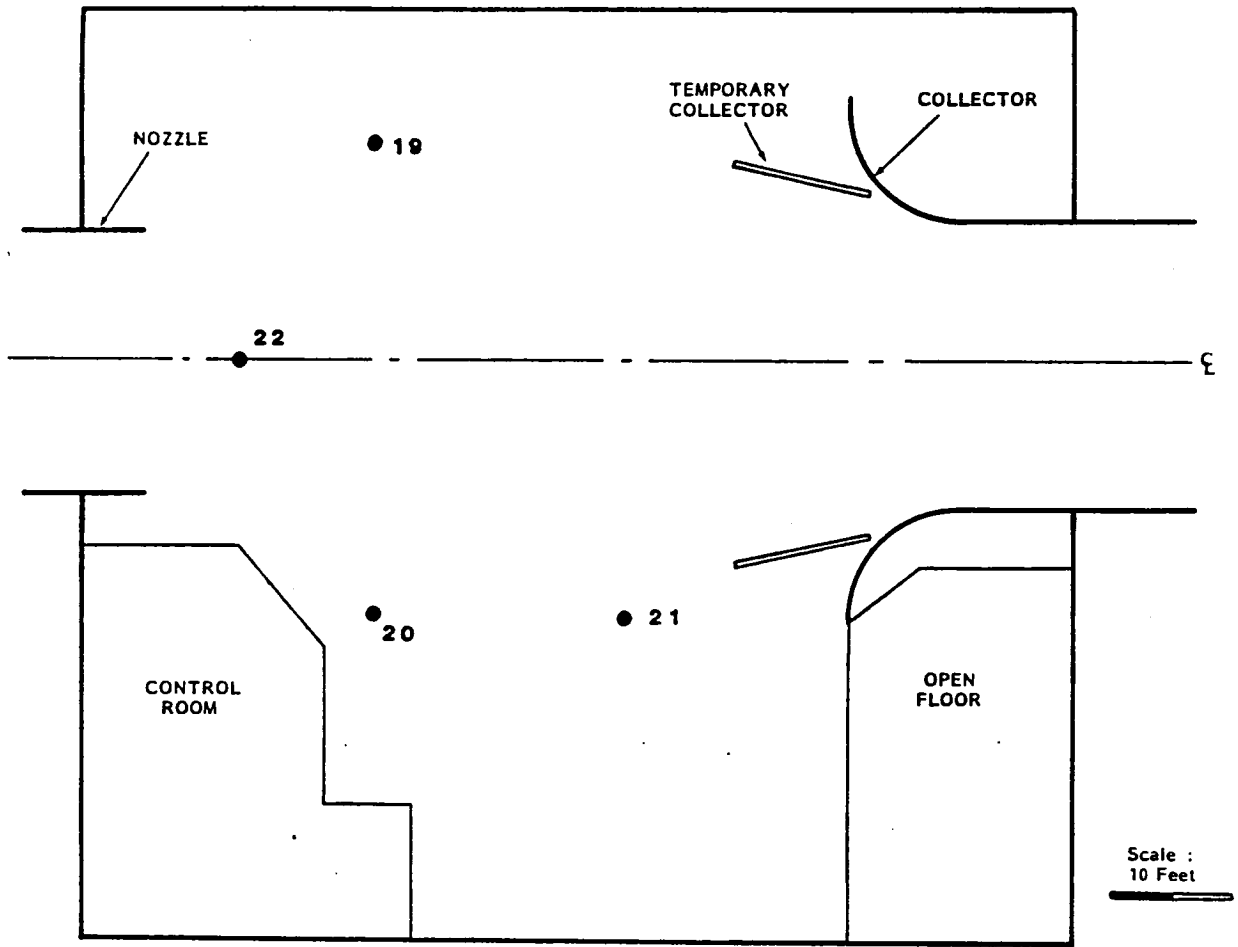 TEMPORARY
COLLECTOR
COLLECTOR
NOZZLE
19
22
℄
20
21
CONTROL
ROOM
OPEN
FLOOR
Scale :
10 Feet